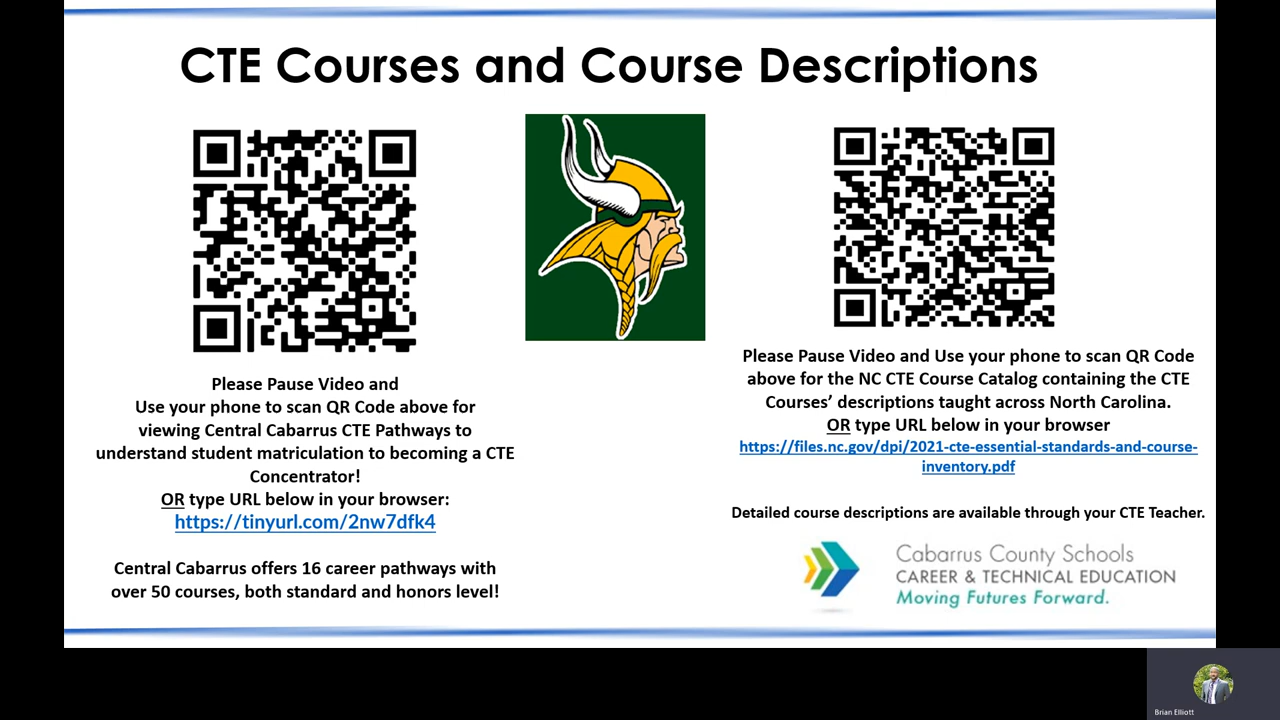 CTE Courses and Course Descriptions
Please Pause Video and
Use your phone to scan QR Code above for
viewing Central Cabarrus CTE Pathways to
understand student matriculation to becoming a CTE
Concentrator!
OR type URL below in your browser:
https://tinyurl.com/2nw7dfk4
Central Cabarrus offers 16 career pathways with
over 50 courses, both standard and honors level!
Please Pause Video and Use your phone to scan QR Code
above for the NC CTE Course Catalog containing the CTE
Courses’ descriptions taught across North Carolina.
OR type URL below in your browser
https://files.nc.gov/dpi/2021-cte-essential-standards-and-course-
inventory.pdf
Detailed course descriptions are available through your CTE Teacher.
Cabarrus County Schools
CAREER & TECHNICAL EDUCATION
Moving Futures Forward.
Brian Elliott